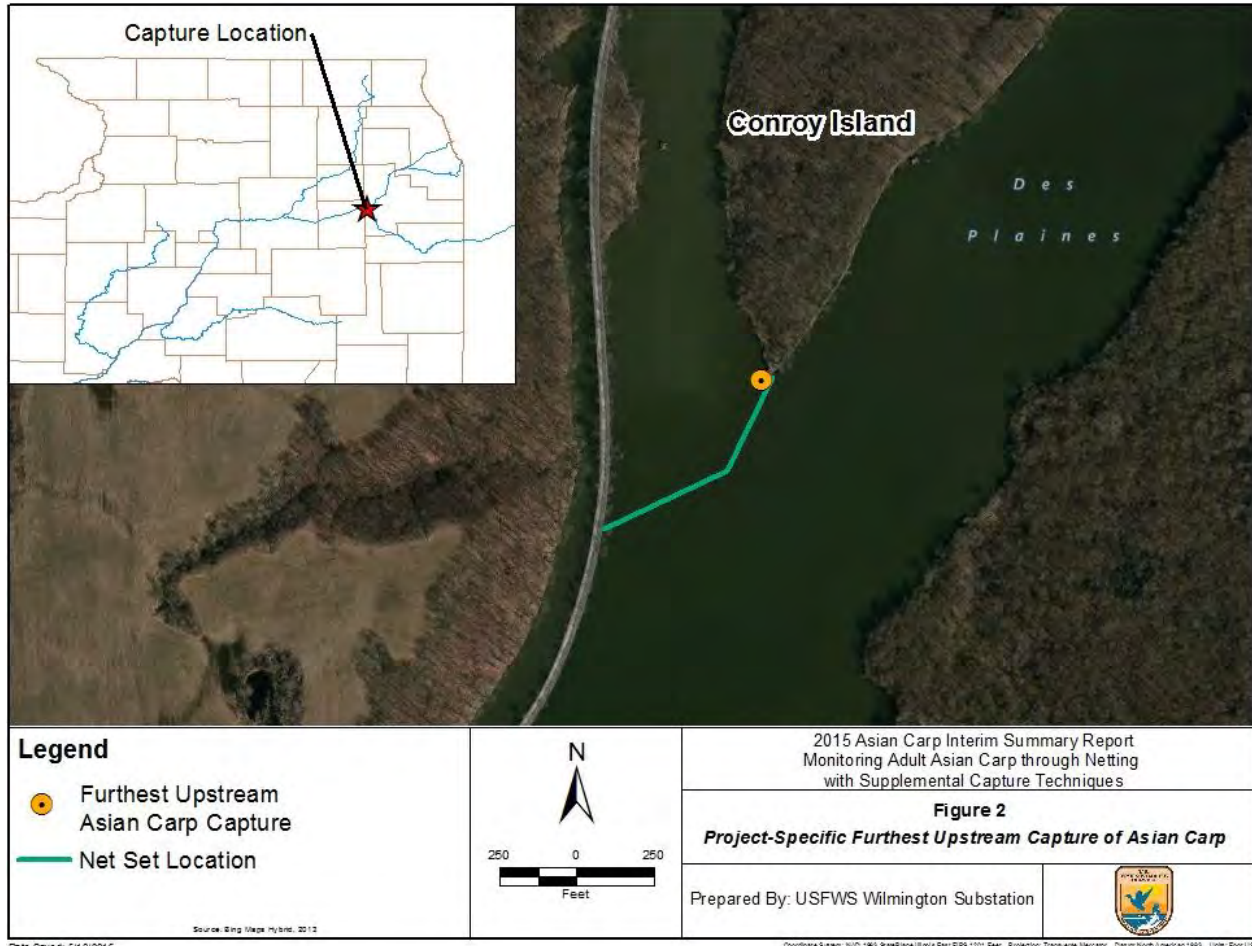 Capture Location
Conroy Island
Des
Plaines
Legend
Furthest Upstream
Asian Carp Capture
Net Set Location
Source: Bing Maps Hybrid, 2013
N
250 0 250
Feet
2015 Asian Carp Interim Summary Report
Monitoring Adult Asian Carp through Netting
with Supplemental Capture Techniques
Figure 2
Project-Specific Furthest Upstream Capture of Asian Carp
Prepared By: USFWS Wilmington Substation